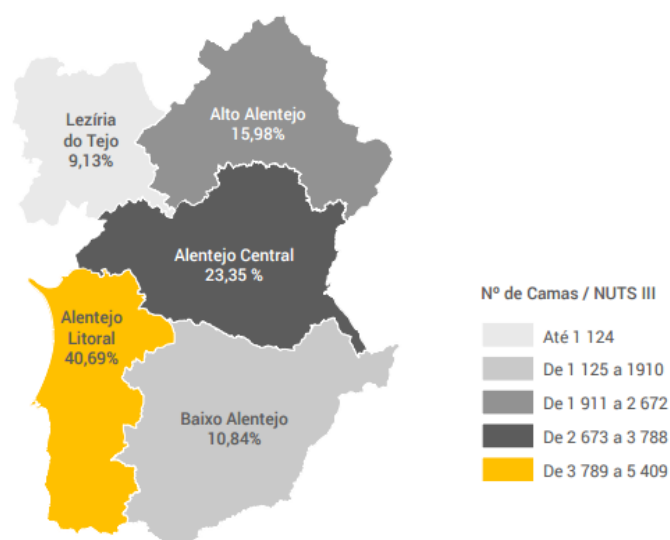 Lezíria
do Tejo
9,13%
Alto Alentejo
15,98%
Alentejo Central
23,35 %
Alentejo
Litoral
40,69%
Baixo Alentejo
10,84%
Nº de Camas / NUTS III
Até 1 124
De 1 125 a 1910
De 1 911 a 2 672
De 2 673 a 3 788
De 3 789 a 5 409